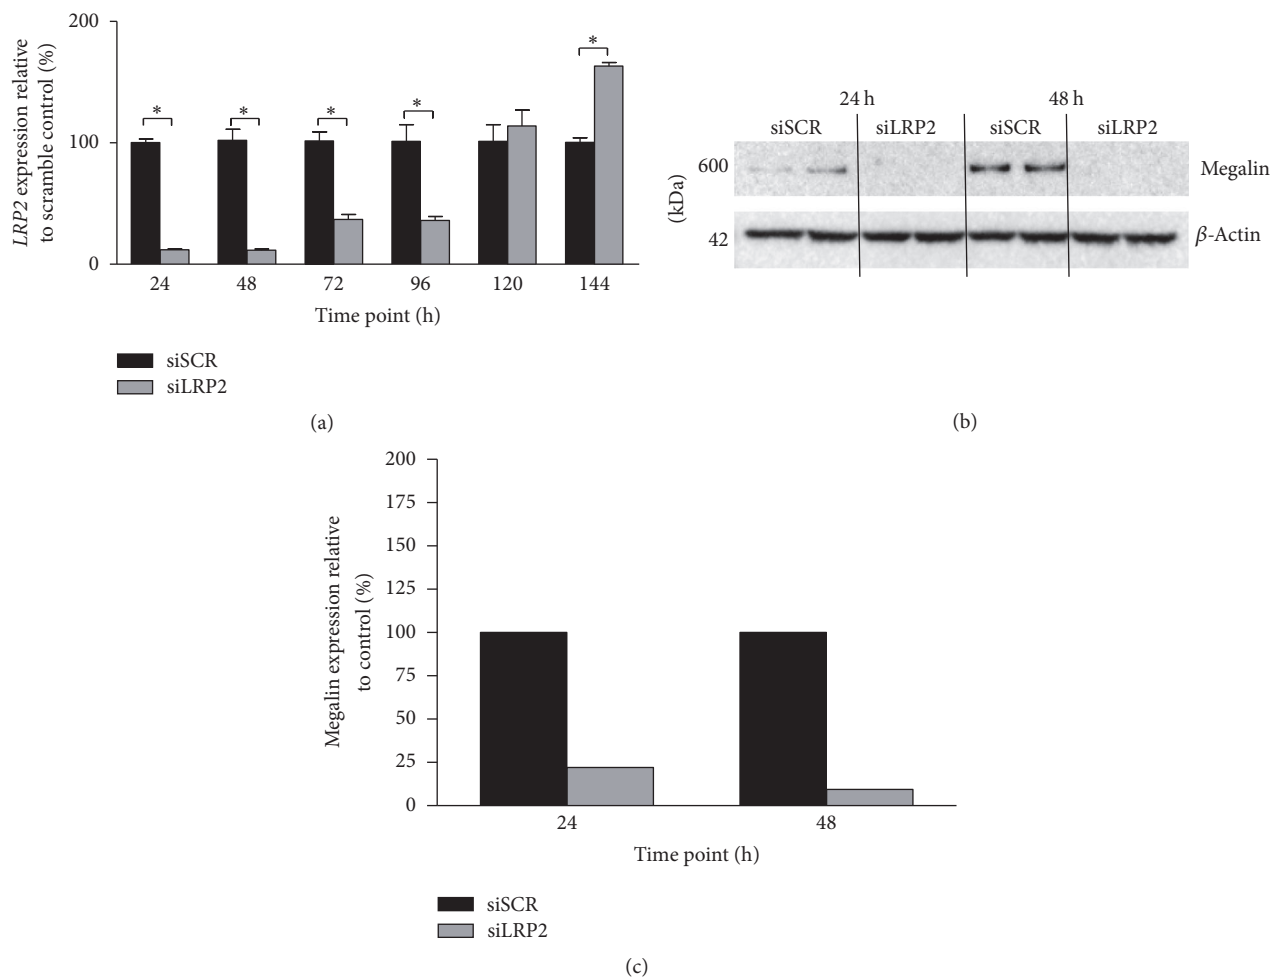 200
100
0
LRP2 expression relative
to scramble control (%)
*
*
*
*
*
24 48 72 96 120 144
Time point (h)
siSCR
siLRP2
(a)
24 h 48 h
siSCR siLRP2 siSCR siLRP2
600
42
(kDa)
Megalin
β-Actin
(b)
200
175
150
125
100
75
50
25
0
Megalin expression relative
to control (%)
24 48
Time point (h)
siSCR
siLRP2
(c)